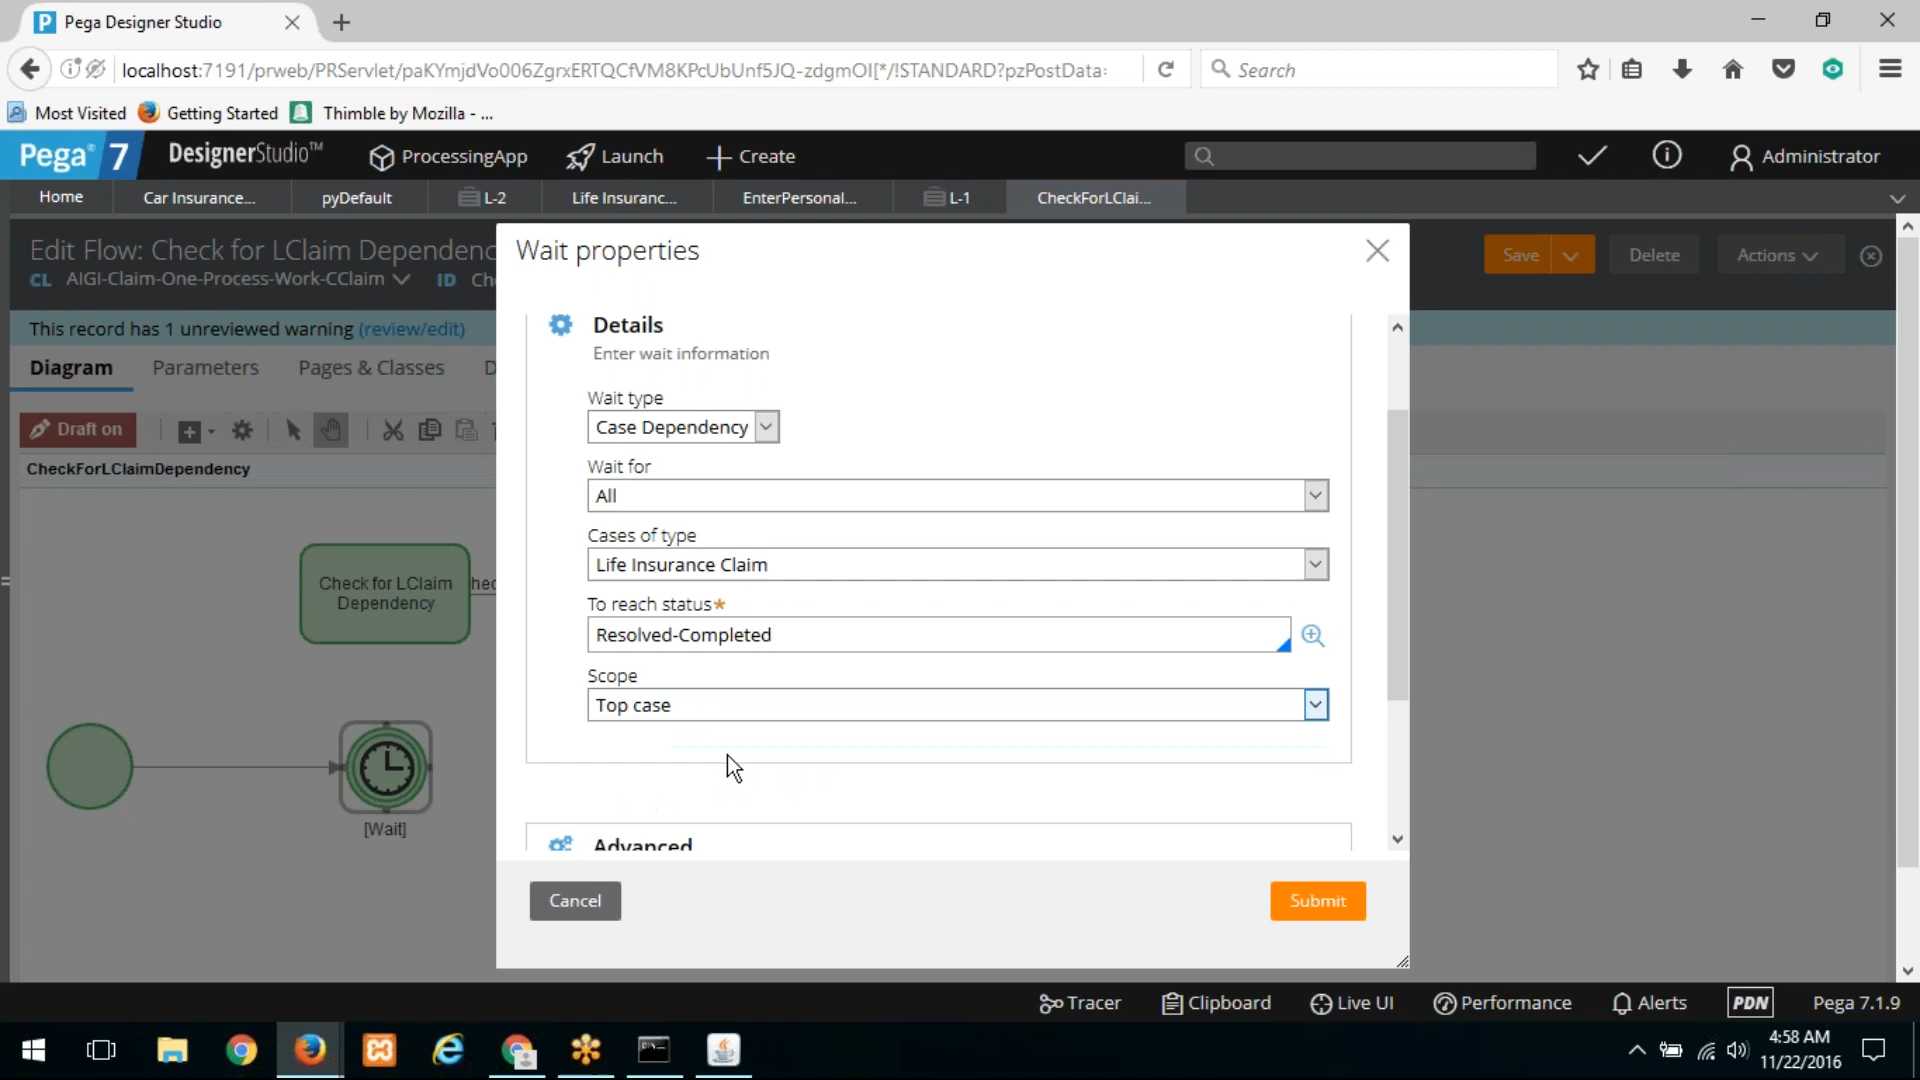 Pega Designer Studio
localhost:7191/prweb/PRServlet/paKYmjdVo006ZgrxERTQCfVM8KPcUbUnf5JQ-zdgmOI[*/!STANDARD?pzPostData:
Search
Most Visited
Getting Started
Thimble by Mozilla - ...
Pega® 7
DesignerStudio™
ProcessingApp
Launch
Create
Administrator
Home
Car Insurance...
pyDefault
L-2
Life Insuranc...
EnterPersonal...
L-1
CheckForLClai...
Edit Flow: Check for LClaim Dependenc
CL AIGI-Claim-One-Process-Work-CClaim ID Che
Save
Delete
Actions
This record has 1 unreviewed warning (review/edit)
Diagram
Parameters
Pages & Classes
D
Draft on
CheckForLClaimDependency
Check for LClaim
Dependency
hec
[Wait]
Wait properties
Details
Enter wait information
Wait type
Case Dependency
Wait for
All
Cases of type
Life Insurance Claim
To reach status*
Resolved-Completed
Scope
Top case
Advanced
Cancel
Submit
Tracer
Clipboard
Live UI
Performance
Alerts
PDN
Pega 7.1.9
4:58 AM
11/22/2016